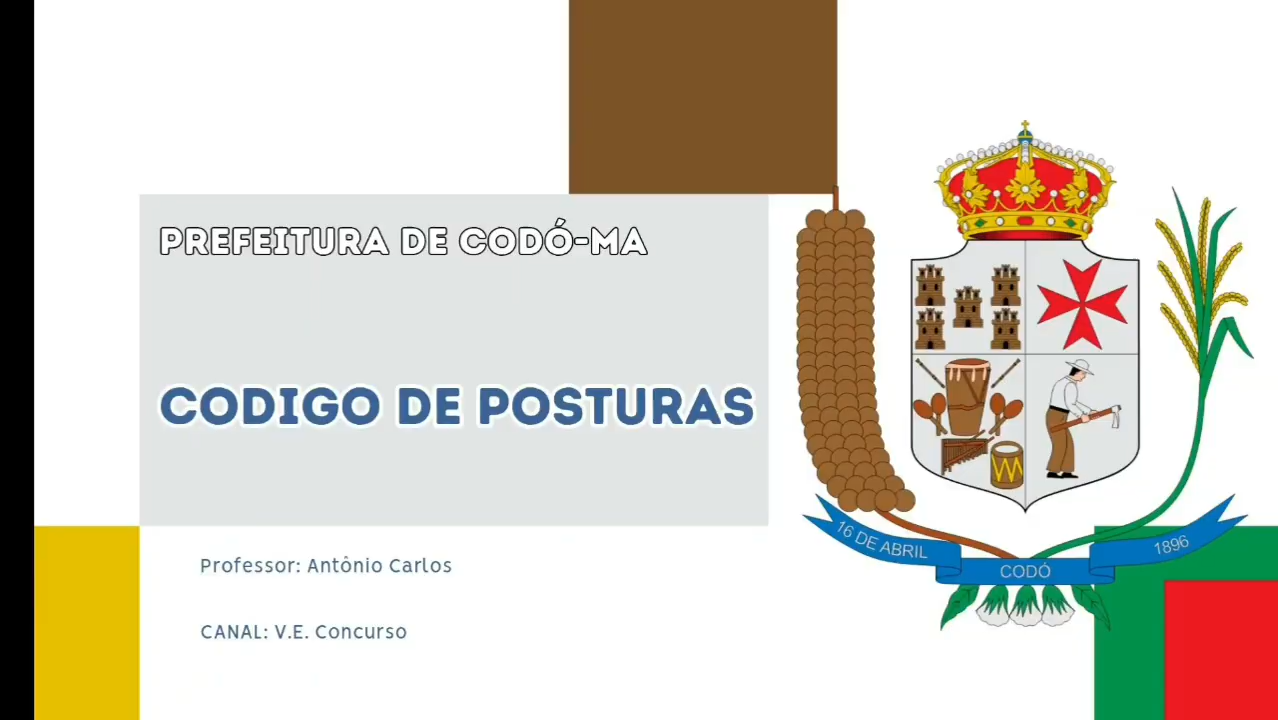 PREFEITURA DE CODÓ-MA
CODIGO DE POSTURAS
Professor: Antônio Carlos
CANAL: V.E. Concurso
16 DE ABRIL
CODÓ
1896